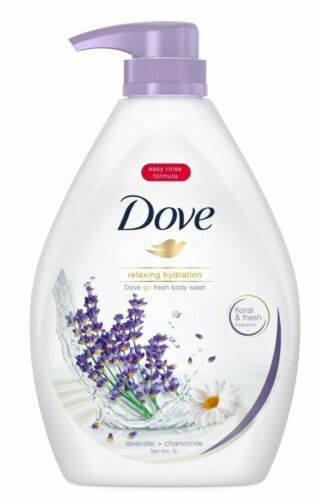 easy rinse
formula
Dove
relaxing hydration
Dove go fresh body wash
floral
& fresh
fragrance
lavender + chamomile
Net Vol. 1L